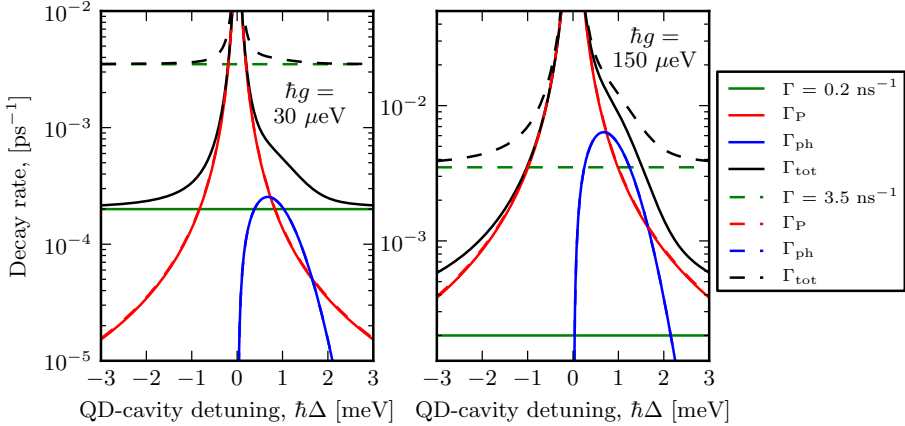 10⁻²
10⁻³
10⁻⁴
10⁻⁵
Decay rate, [ps⁻¹]
ℏg =
30 μeV
−3 −2 −1 0 1 2 3
QD-cavity detuning, ℏΔ [meV]
10⁻²
10⁻³
ℏg =
150 μeV
−3 −2 −1 0 1 2 3
QD-cavity detuning, ℏΔ [meV]
Γ = 0.2 ns⁻¹
Γ_P
Γ_ph
Γ_tot
Γ = 3.5 ns⁻¹
Γ_P
Γ_ph
Γ_tot